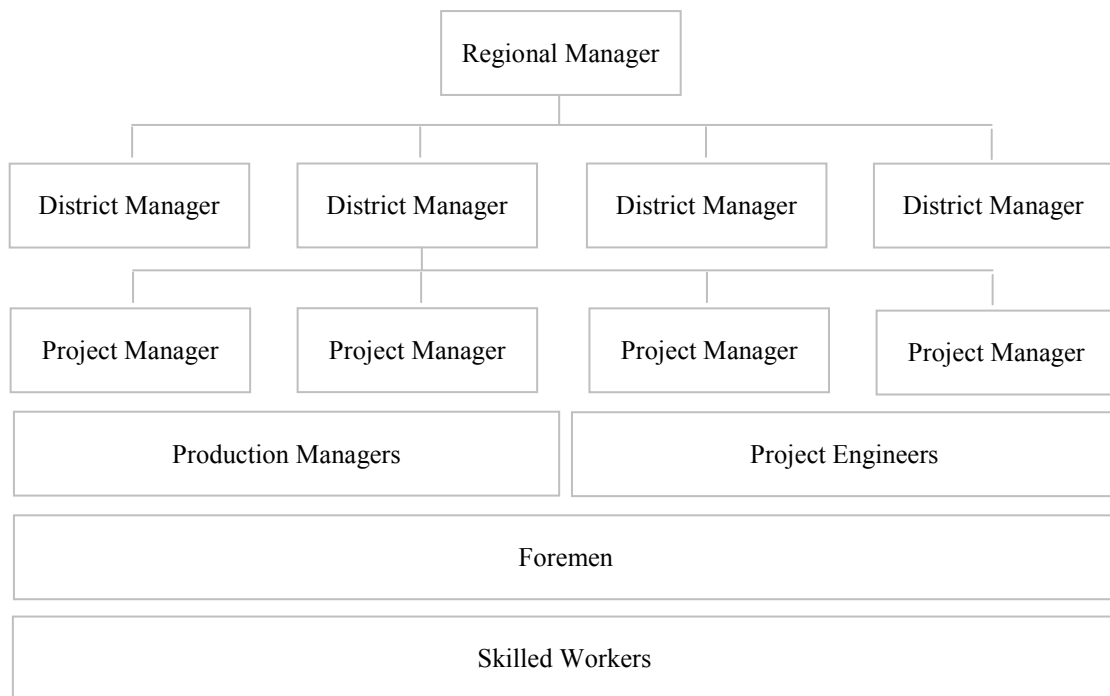 Regional Manager
District Manager
District Manager
District Manager
District Manager
Project Manager
Project Manager
Project Manager
Project Manager
Production Managers
Project Engineers
Foremen
Skilled Workers